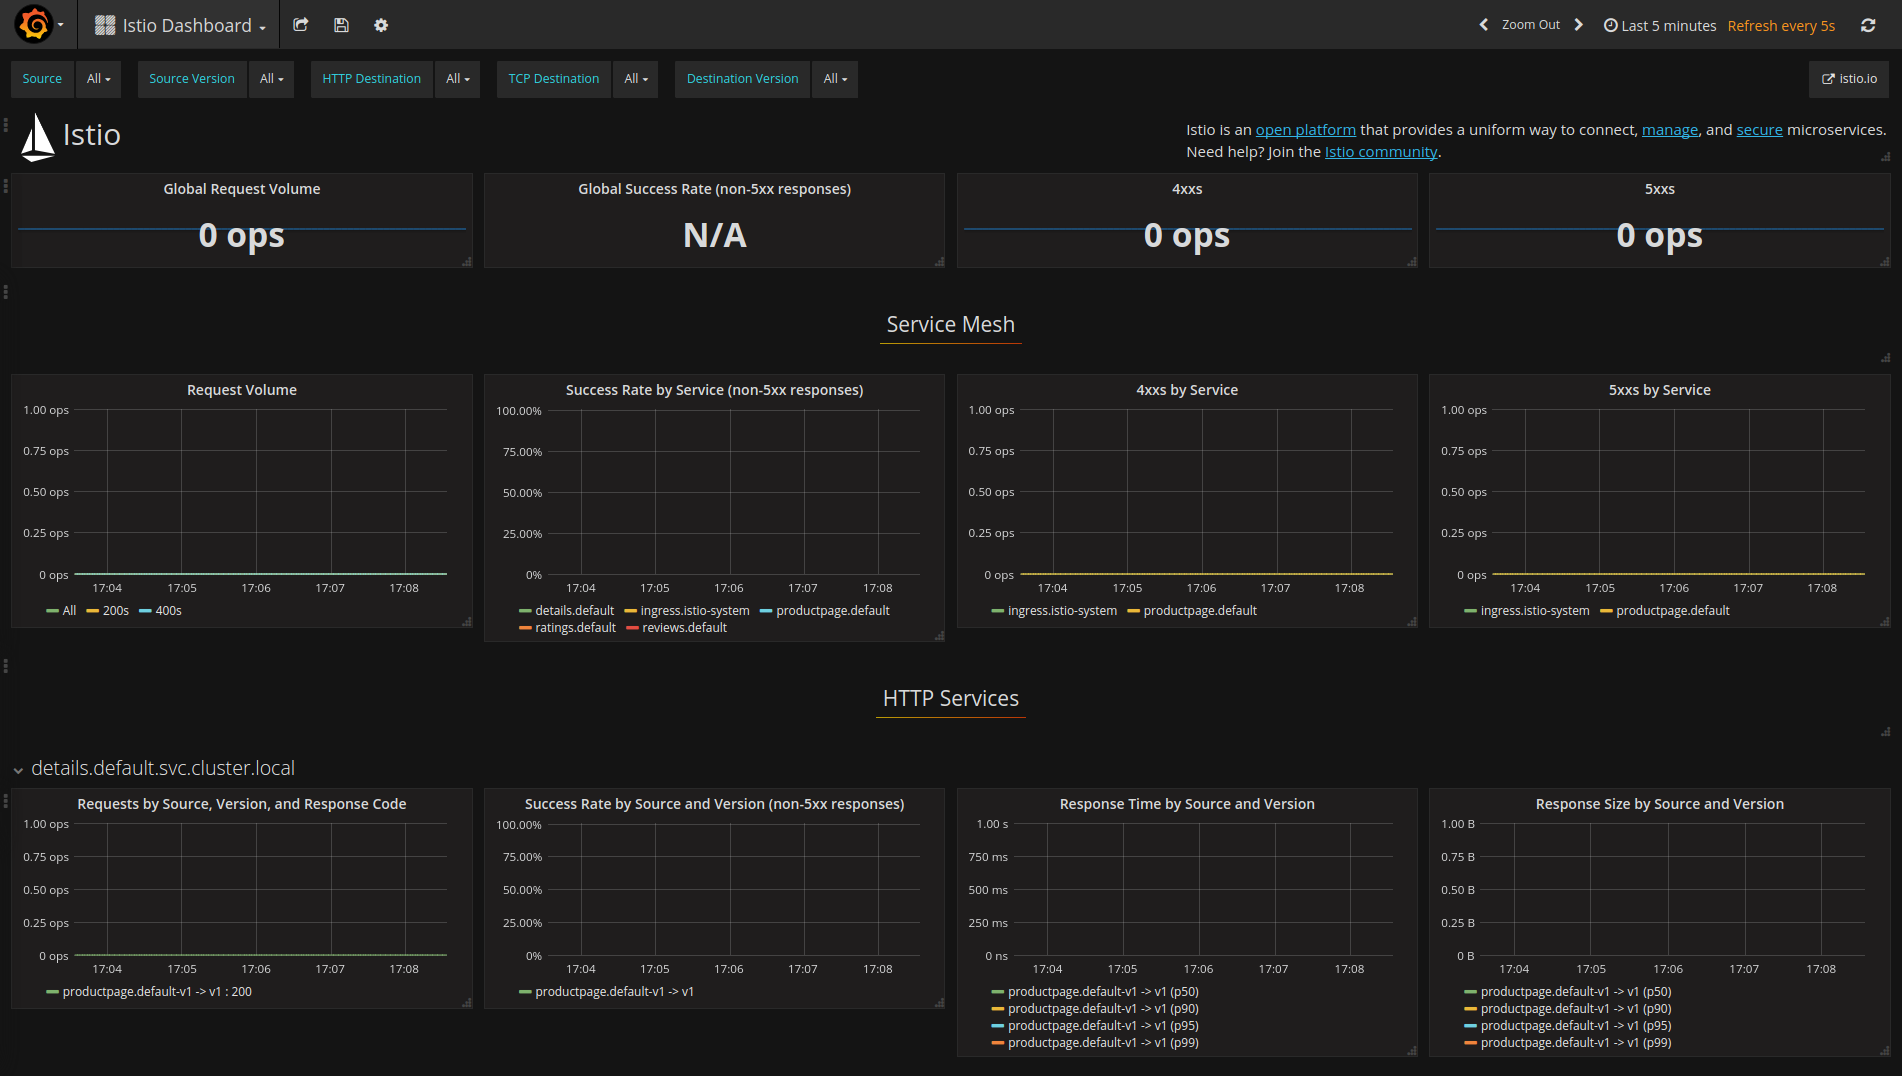 Istio Dashboard
Zoom Out
Last 5 minutes
Refresh every 5s
Source All
Source Version All
HTTP Destination All
TCP Destination All
Destination Version All
istio.io
Istio
Istio is an open platform that provides a uniform way to connect, manage, and secure microservices.
Need help? Join the Istio community.
Global Request Volume
0 ops
Global Success Rate (non-5xx responses)
N/A
4xxs
0 ops
5xxs
0 ops
Service Mesh
Request Volume
1.00 ops
0.75 ops
0.50 ops
0.25 ops
0 ops
17:04 17:05 17:06 17:07 17:08
All 200s 400s
Success Rate by Service (non-5xx responses)
100.00%
75.00%
50.00%
25.00%
0%
17:04 17:05 17:06 17:07 17:08
details.default ingress.istio-system productpage.default
ratings.default reviews.default
4xxs by Service
1.00 ops
0.75 ops
0.50 ops
0.25 ops
0 ops
17:04 17:05 17:06 17:07 17:08
ingress.istio-system productpage.default
5xxs by Service
1.00 ops
0.75 ops
0.50 ops
0.25 ops
0 ops
17:04 17:05 17:06 17:07 17:08
ingress.istio-system productpage.default
HTTP Services
details.default.svc.cluster.local
Requests by Source, Version, and Response Code
1.00 ops
0.75 ops
0.50 ops
0.25 ops
0 ops
17:04 17:05 17:06 17:07 17:08
productpage.default-v1 -> v1 : 200
Success Rate by Source and Version (non-5xx responses)
100.00%
75.00%
50.00%
25.00%
0%
17:04 17:05 17:06 17:07 17:08
productpage.default-v1 -> v1
Response Time by Source and Version
1.00 s
750 ms
500 ms
250 ms
0 ns
17:04 17:05 17:06 17:07 17:08
productpage.default-v1 -> v1 (p50)
productpage.default-v1 -> v1 (p90)
productpage.default-v1 -> v1 (p95)
productpage.default-v1 -> v1 (p99)
Response Size by Source and Version
1.00 B
0.75 B
0.50 B
0.25 B
0 B
17:04 17:05 17:06 17:07 17:08
productpage.default-v1 -> v1 (p50)
productpage.default-v1 -> v1 (p90)
productpage.default-v1 -> v1 (p95)
productpage.default-v1 -> v1 (p99)